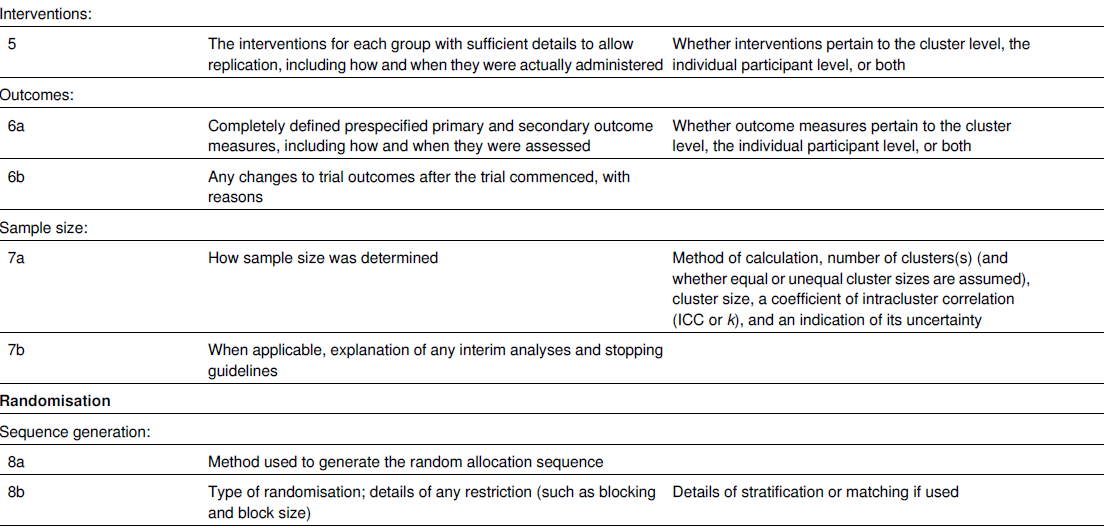 Interventions:
5
The interventions for each group with sufficient details to allow
replication, including how and when they were actually administered
Whether interventions pertain to the cluster level, the
individual participant level, or both
Outcomes:
6a
Completely defined prespecified primary and secondary outcome
measures, including how and when they were assessed
Whether outcome measures pertain to the cluster
level, the individual participant level, or both
6b
Any changes to trial outcomes after the trial commenced, with
reasons
Sample size:
7a
How sample size was determined
Method of calculation, number of clusters(s) (and
whether equal or unequal cluster sizes are assumed),
cluster size, a coefficient of intracluster correlation
(ICC or k), and an indication of its uncertainty
7b
When applicable, explanation of any interim analyses and stopping
guidelines
Randomisation
Sequence generation:
8a
Method used to generate the random allocation sequence
8b
Type of randomisation; details of any restriction (such as blocking
and block size)
Details of stratification or matching if used